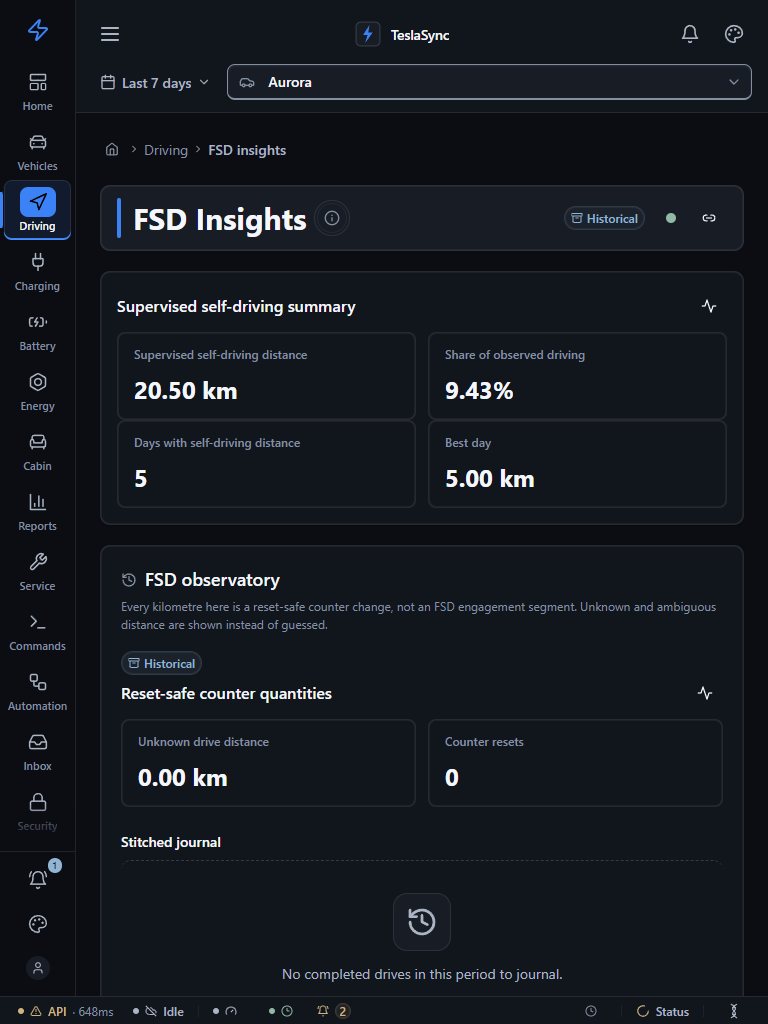 TeslaSync
Last 7 days
Aurora
Home
Vehicles
Driving
Charging
Battery
Energy
Cabin
Reports
Service
Commands
Automation
Inbox
Security
1
Driving
FSD insights
FSD Insights
Historical
Supervised self-driving summary
Supervised self-driving distance
20.50 km
Share of observed driving
9.43%
Days with self-driving distance
5
Best day
5.00 km
FSD observatory
Every kilometre here is a reset-safe counter change, not an FSD engagement segment. Unknown and ambiguous
distance are shown instead of guessed.
Historical
Reset-safe counter quantities
Unknown drive distance
0.00 km
Counter resets
0
Stitched journal
No completed drives in this period to journal.
API · 648ms
Idle
2
Status